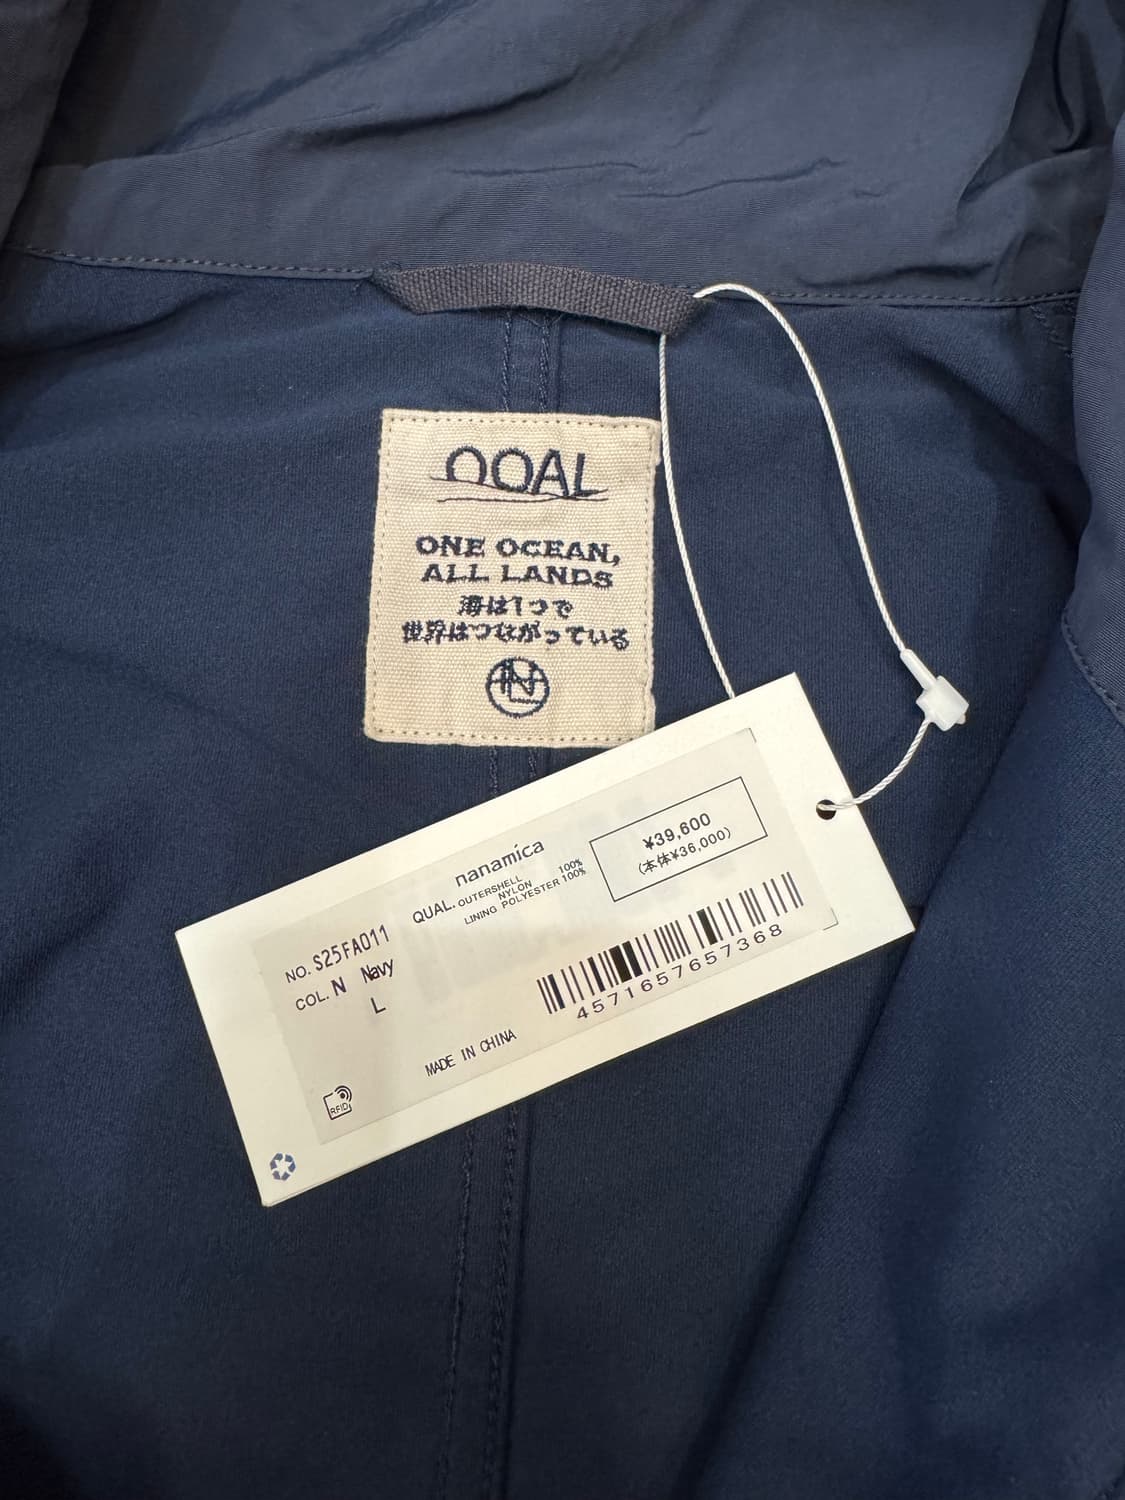 OOAL
ONE OCEAN,
ALL LANDS
海は1つで
世界はつながっている
nanamica
QUAL. OUTERSHELL
NYLON 100%
LINING POLYESTER 100%
¥39,600
(本体¥36,000)
NO. S25FA011
COL. N Navy
L
4571657657368
MADE IN CHINA
RFID